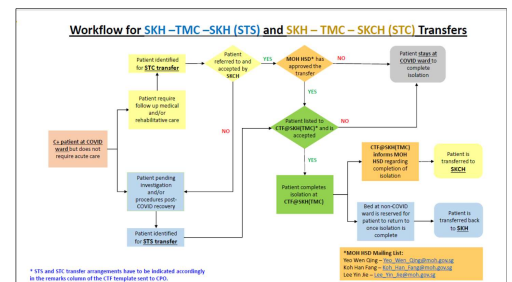 Workflow for SKH –TMC –SKH (STS) and SKH – TMC – SKCH (STC) Transfers
Patient identified
for STC transfer
Patient
referred to and
accepted by
SKCH
YES
MOH HSD* has
approved the
transfer
NO
Patient stays at
COVID ward to
complete
isolation
Patient require
follow up medical
and/or
rehabilitative care
YES
C+ patient at COVID
ward but does not
require acute care
NO
Patient listed to
CTF@SKH(TMC)* and is
accepted
NO
YES
Patient pending
investigation
and/or
procedures post-
COVID recovery
Patient completes
isolation at
CTF@SKH(TMC)
CTF@SKH(TMC)
informs MOH
HSD regarding
completion of
isolation
Patient is
transferred to
SKCH
Patient identified
for STS transfer
Bed at non-COVID
ward is reserved for
patient to return to
once isolation is
complete
Patient is
transferred back
to SKH
* STS and STC transfer arrangements have to be indicated accordingly
in the remarks column of the CTF template sent to CPO.
*MOH HSD Mailing List:
Yeo Wen Qing – Yeo_Wen_Qing@moh.gov.sg
Koh Han Fang – Koh_Han_Fang@moh.gov.sg
Lee Yin Jie – Lee_Yin_Jie@moh.gov.sg